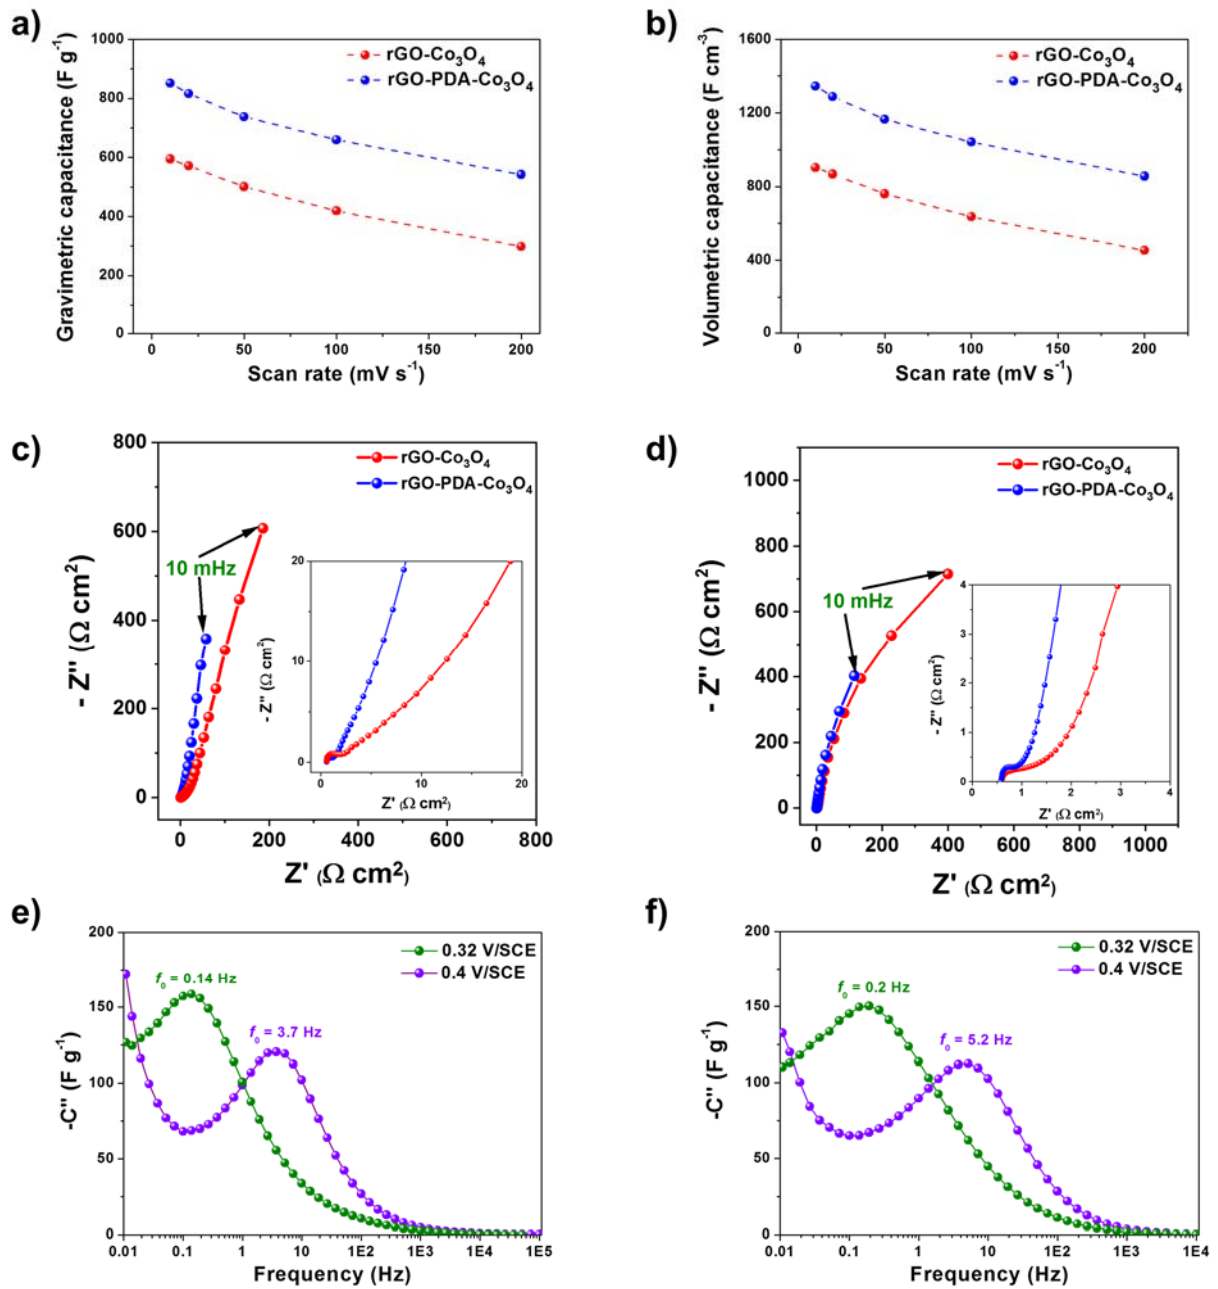 a)
1000
800
600
400
200
0
0 50 100 150 200
Gravimetric capacitance (F g⁻¹)
Scan rate (mV s⁻¹)
rGO-Co₃O₄
rGO-PDA-Co₃O₄
b)
1600
1200
800
400
0
0 50 100 150 200
Volumetric capacitance (F cm⁻³)
Scan rate (mV s⁻¹)
rGO-Co₃O₄
rGO-PDA-Co₃O₄
c)
800
600
400
200
0
0 200 400 600 800
- Z'' (Ω cm²)
Z' (Ω cm²)
rGO-Co₃O₄
rGO-PDA-Co₃O₄
10 mHz
20
10
0
0 10 20
- Z'' (Ω cm²)
Z' (Ω cm²)
d)
1000
800
600
400
200
0
0 200 400 600 800 1000
- Z'' (Ω cm²)
Z' (Ω cm²)
rGO-Co₃O₄
rGO-PDA-Co₃O₄
10 mHz
4
3
2
1
0
0 1 2 3 4
- Z'' (Ω cm²)
Z' (Ω cm²)
e)
200
150
100
50
0
0.01 0.1 1 10 1E2 1E3 1E4 1E5
-C'' (F g⁻¹)
Frequency (Hz)
0.32 V/SCE
0.4 V/SCE
f₀ = 0.14 Hz
f₀ = 3.7 Hz
f)
200
150
100
50
0
0.01 0.1 1 10 1E2 1E3 1E4
-C'' (F g⁻¹)
Frequency (Hz)
0.32 V/SCE
0.4 V/SCE
f₀ = 0.2 Hz
f₀ = 5.2 Hz